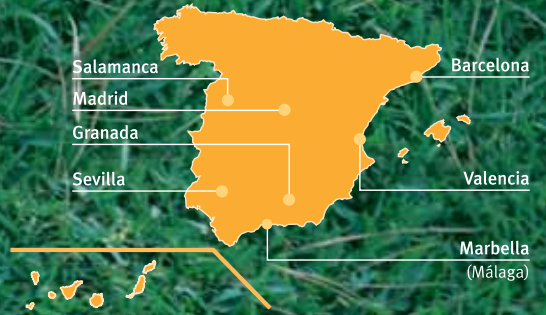 Salamanca
Madrid
Granada
Sevilla
Barcelona
Valencia
Marbella
(Málaga)